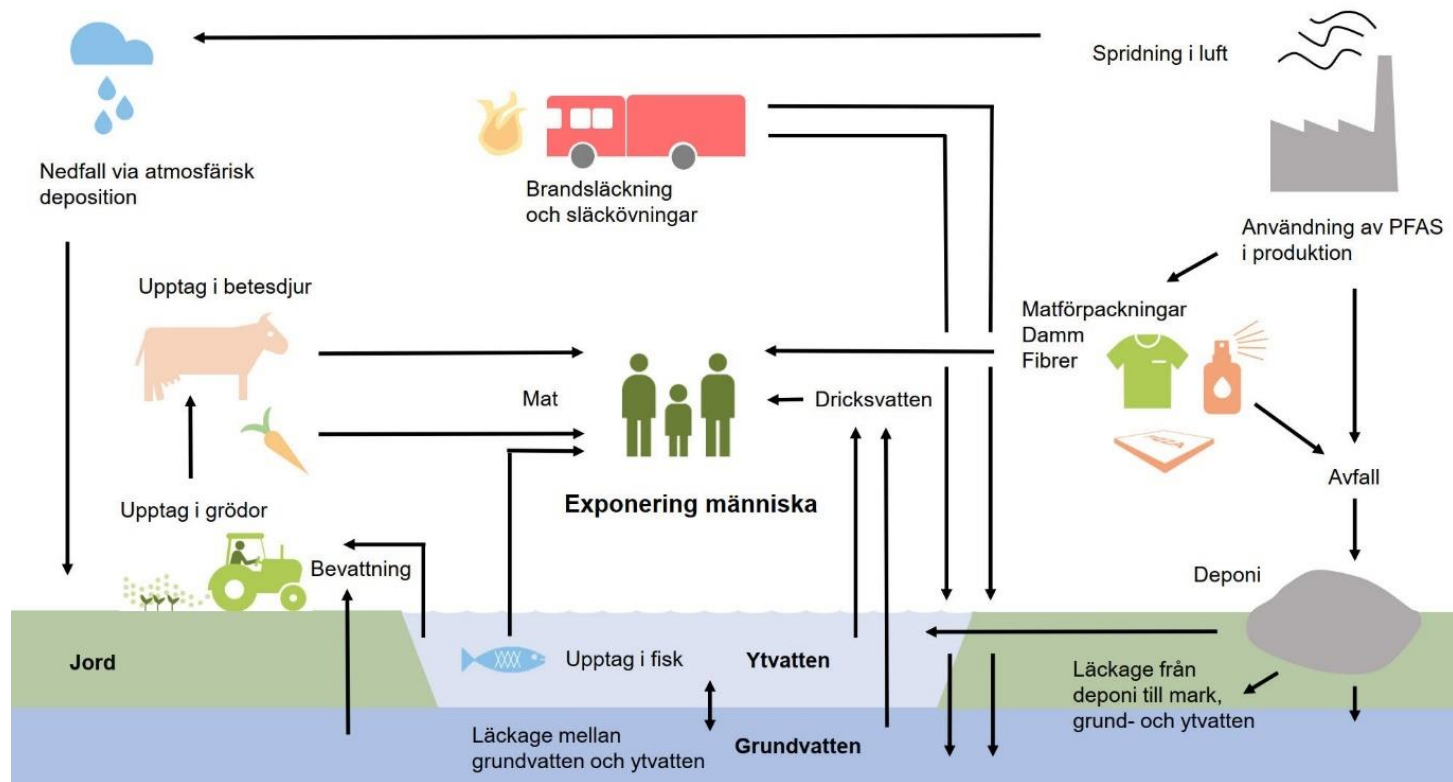 Spridning i luft
Nedfall via atmosfärisk
deposition
Brandsläckning
och släckövningar
Användning av PFAS
i produktion
Upptag i betesdjur
Matförpackningar
Damm
Fibrer
Mat
Dricksvatten
PIZZA
Avfall
Exponering människa
Upptag i grödor
Bevattning
Deponi
Jord
Upptag i fisk
Ytvatten
Läckage från
deponi till mark,
grund- och ytvatten
Läckage mellan
grundvatten och ytvatten
Grundvatten